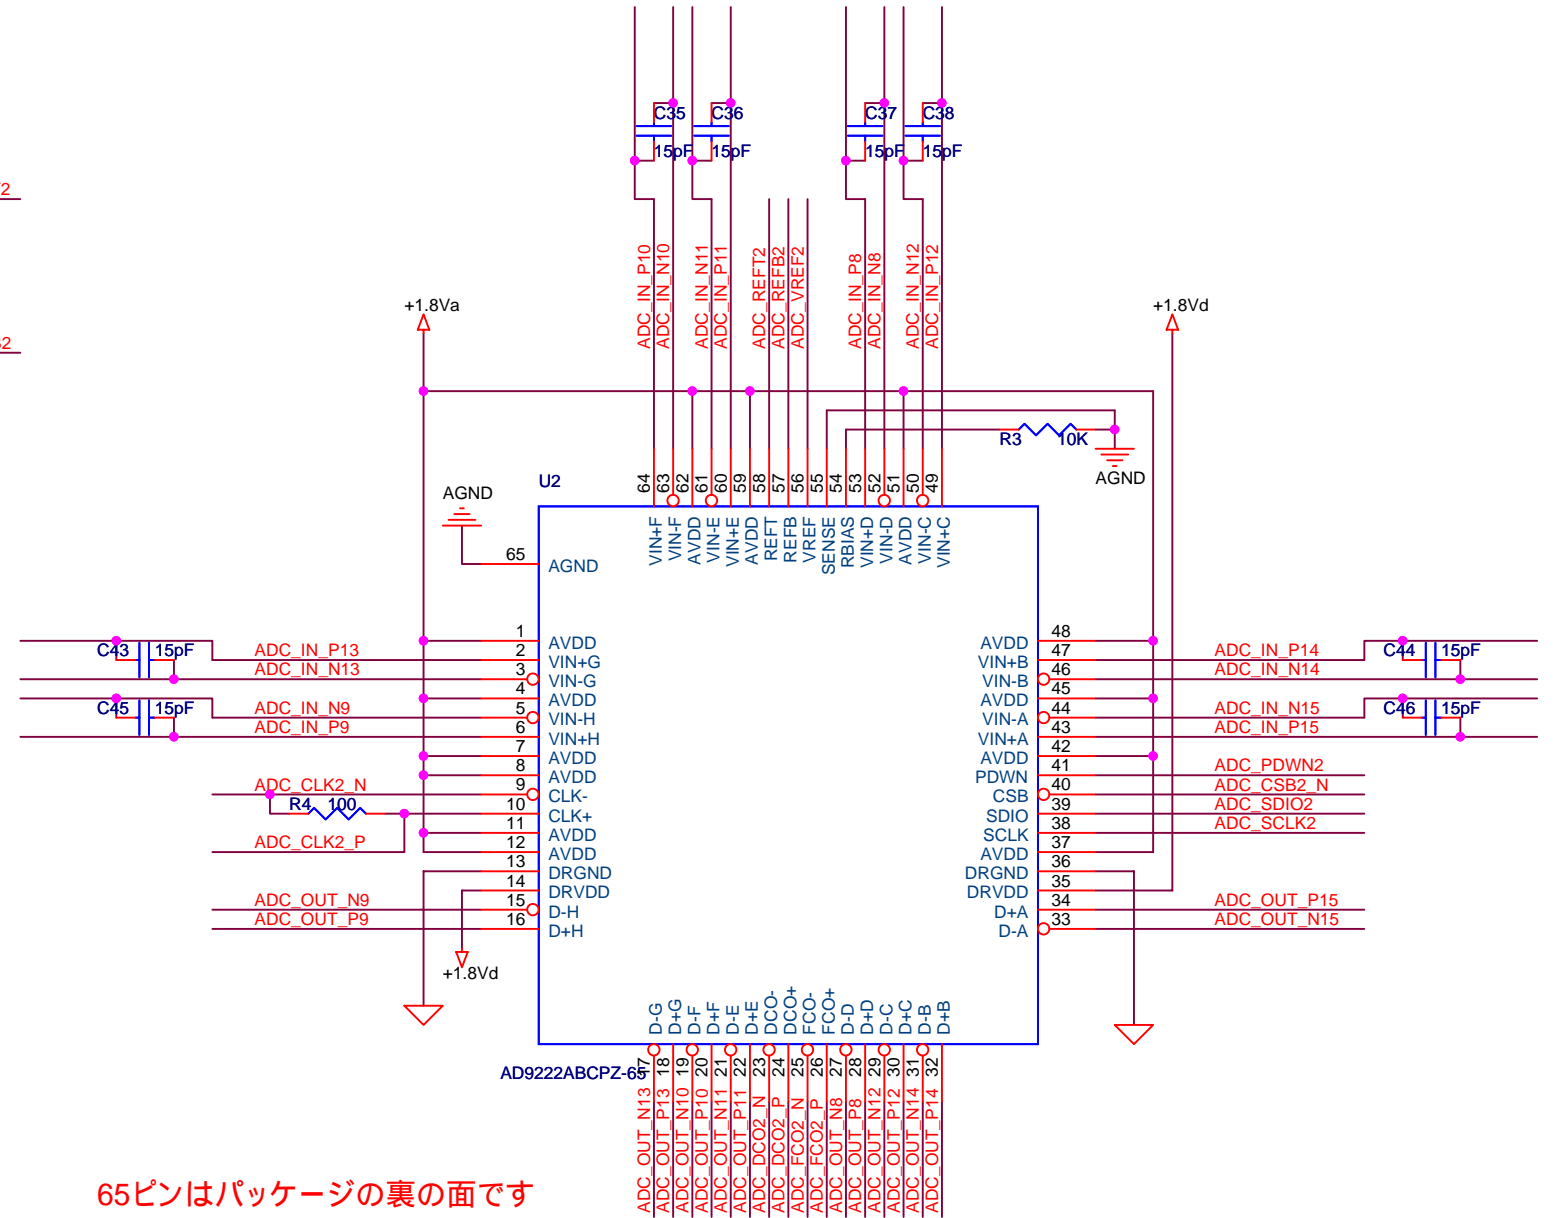 C35
C36
C37
C38
15pF
15pF
15pF
15pF
ADC_IN_P10
ADC_IN_N10
ADC_IN_N11
ADC_IN_P11
ADC_REFT2
ADC_REFB2
ADC_VREF2
ADC_IN_P8
ADC_IN_N8
ADC_IN_N12
ADC_IN_P12
+1.8Va
+1.8Vd
R3
10K
AGND
U2
AGND
64
63
62
61
60
59
58
57
56
55
54
53
52
51
50
49
VIN+F
VIN-F
AVDD
VIN-E
VIN+E
AVDD
REFT
REFB
VREF
SENSE
RBIAS
VIN+D
VIN-D
AVDD
VIN-C
VIN+C
65
AGND
1 AVDD
C43 15pF ADC_IN_P13 2 VIN+G
ADC_IN_N13 3 VIN-G
4 AVDD
C45 15pF ADC_IN_N9 5 VIN-H
ADC_IN_P9 6 VIN+H
7 AVDD
8 AVDD
ADC_CLK2_N 9 CLK-
R4 100 10 CLK+
11 AVDD
ADC_CLK2_P 12 AVDD
13 DRGND
14 DRVDD
ADC_OUT_N9 15 D-H
ADC_OUT_P9 16 D+H
+1.8Vd
AVDD 48
VIN+B 47 ADC_IN_P14 C44 15pF
VIN-B 46 ADC_IN_N14
AVDD 45
VIN-A 44 ADC_IN_N15 C46 15pF
VIN+A 43 ADC_IN_P15
AVDD 42
PDWN 41 ADC_PDWN2
CSB 40 ADC_CSB2_N
SDIO 39 ADC_SDIO2
SCLK 38 ADC_SCLK2
AVDD 37
DRGND 36
DRVDD 35
D+A 34 ADC_OUT_P15
D-A 33 ADC_OUT_N15
D-G
D+G
D-F
D+F
D-E
D+E
DCO-
DCO+
FCO-
FCO+
D-D
D+D
D-C
D+C
D-B
D+B
AD9222ABCPZ-65
17
18
19
20
21
22
23
24
25
26
27
28
29
30
31
32
ADC_OUT_N13
ADC_OUT_P13
ADC_OUT_N10
ADC_OUT_P10
ADC_OUT_N11
ADC_OUT_P11
ADC_DCO2_N
ADC_DCO2_P
ADC_FCO2_N
ADC_FCO2_P
ADC_OUT_N8
ADC_OUT_P8
ADC_OUT_N12
ADC_OUT_P12
ADC_OUT_N14
ADC_OUT_P14
65ピンはパッケージの裏の面です